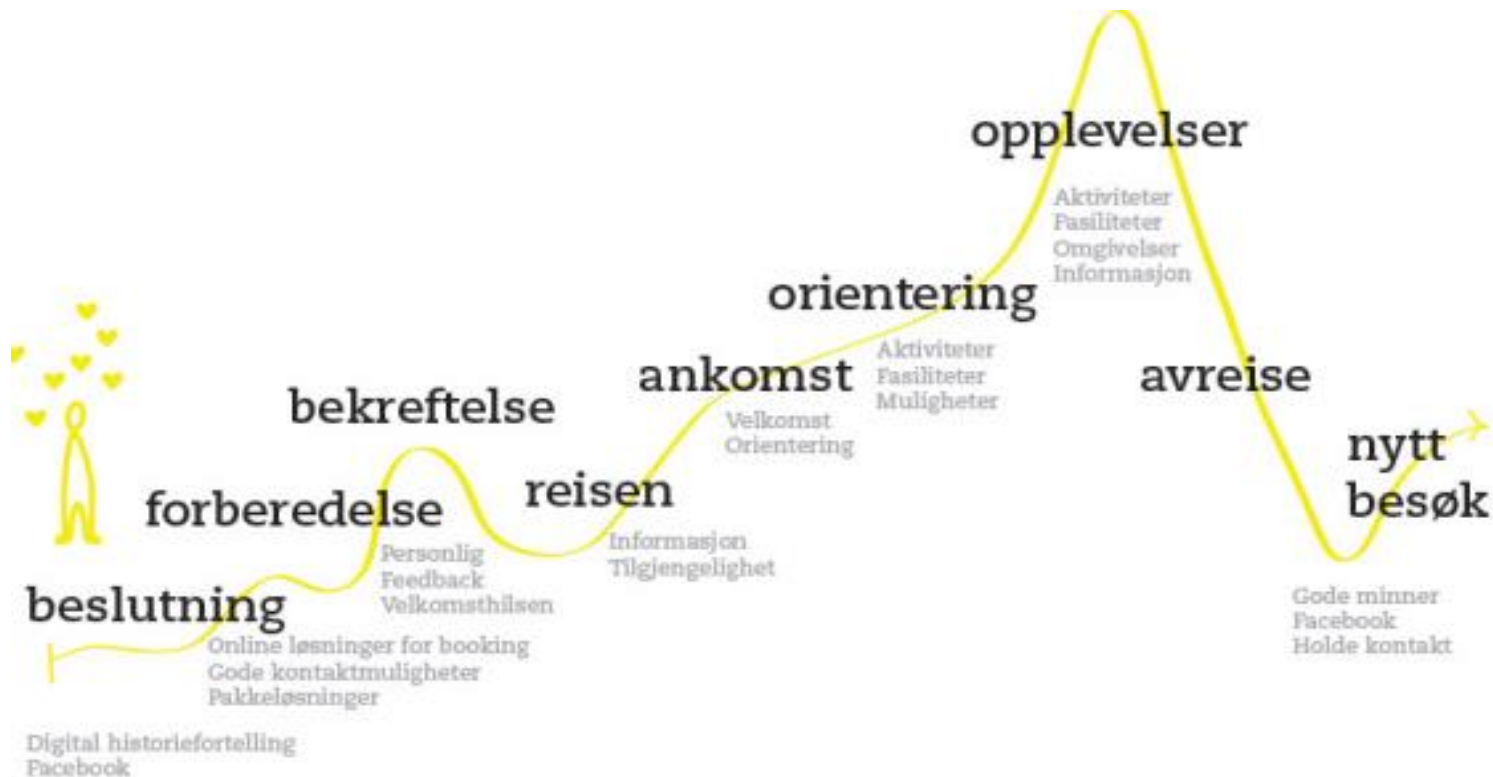 beslutning
Digital historiefortelling
Facebook
forberedelse
Online løsninger for booking
Gode kontaktmuligheter
Pakkeløsninger
bekreftelse
Personlig
Feedback
Velkomsthilsen
reisen
Informasjon
Tilgjengelighet
ankomst
Velkomst
Orientering
orientering
Aktiviteter
Fasiliteter
Muligheter
opplevelser
Aktiviteter
Fasiliteter
Omgivelser
Informasjon
avreise
nytt
besøk
Gode minner
Facebook
Holde kontakt